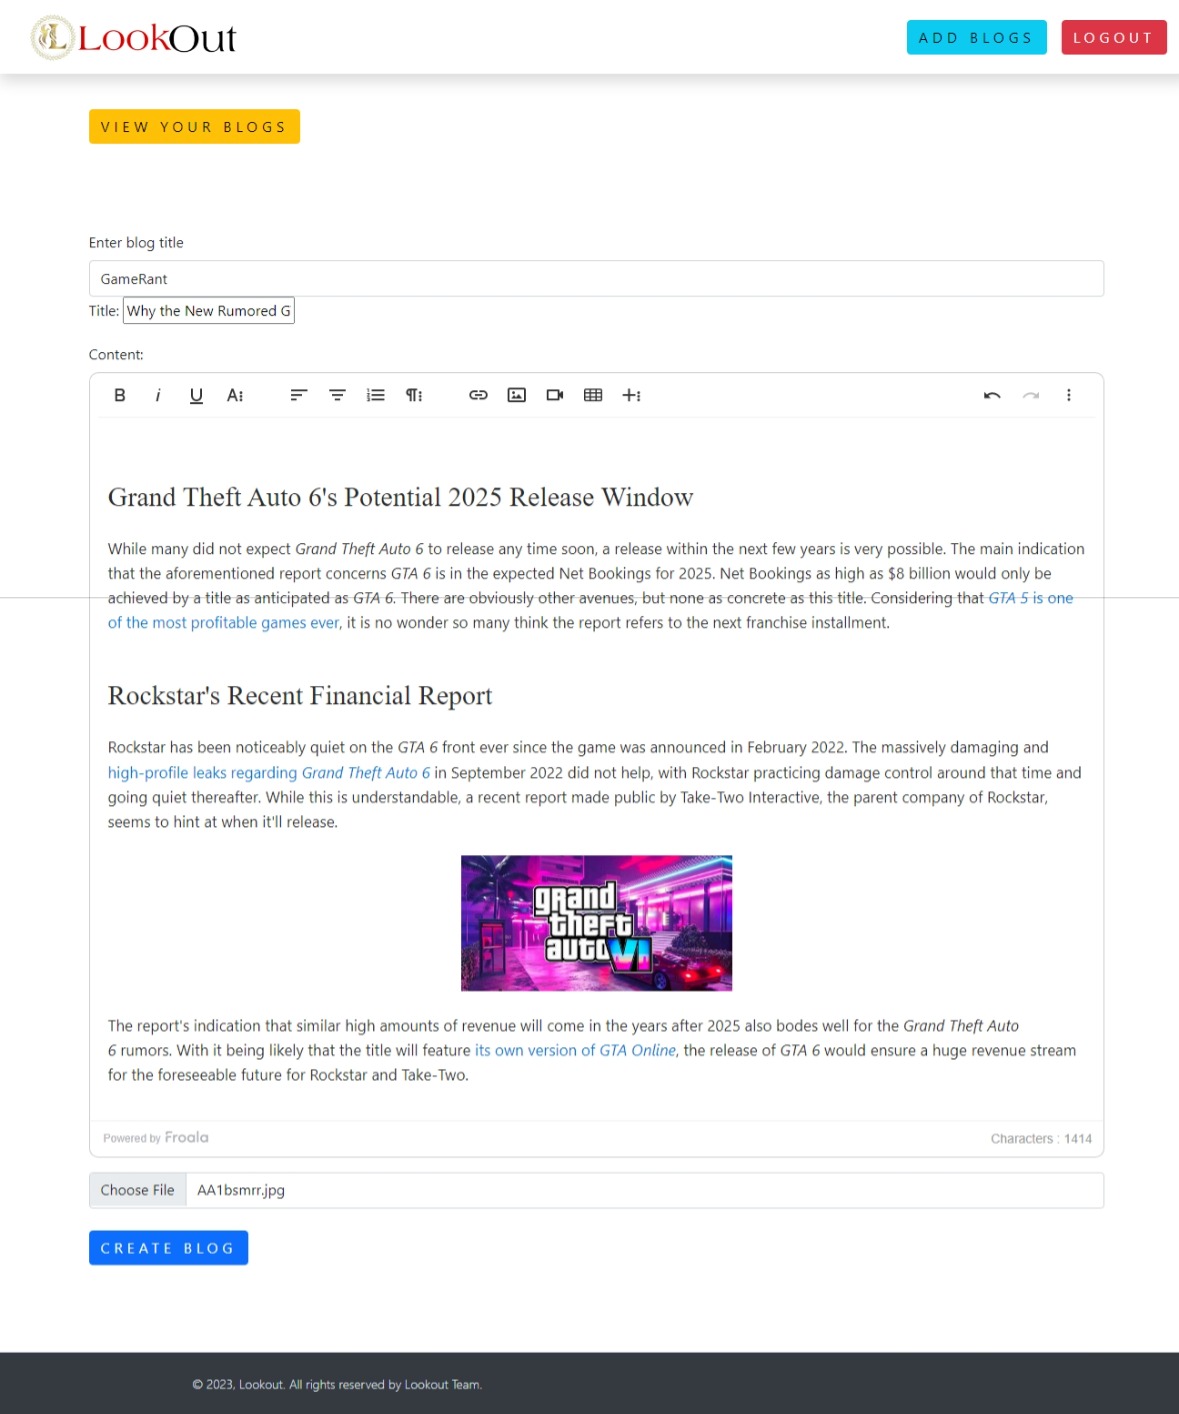 LookOut
ADD BLOGS
LOGOUT
VIEW YOUR BLOGS
Enter blog title
GameRant
Title: Why the New Rumored G
Content:
Grand Theft Auto 6's Potential 2025 Release Window
While many did not expect Grand Theft Auto 6 to release any time soon, a release within the next few years is very possible. The main indication
that the aforementioned report concerns GTA 6 is in the expected Net Bookings for 2025. Net Bookings as high as $8 billion would only be
achieved by a title as anticipated as GTA 6. There are obviously other avenues, but none as concrete as this title. Considering that GTA 5 is one
of the most profitable games ever, it is no wonder so many think the report refers to the next franchise installment.
Rockstar's Recent Financial Report
Rockstar has been noticeably quiet on the GTA 6 front ever since the game was announced in February 2022. The massively damaging and
high-profile leaks regarding Grand Theft Auto 6 in September 2022 did not help, with Rockstar practicing damage control around that time and
going quiet thereafter. While this is understandable, a recent report made public by Take-Two Interactive, the parent company of Rockstar,
seems to hint at when it'll release.
grand
theft
auto VI
The report's indication that similar high amounts of revenue will come in the years after 2025 also bodes well for the Grand Theft Auto
6 rumors. With it being likely that the title will feature its own version of GTA Online, the release of GTA 6 would ensure a huge revenue stream
for the foreseeable future for Rockstar and Take-Two.
Powered by Froala
Characters : 1414
Choose File AA1bsmrr.jpg
CREATE BLOG
© 2023, Lookout. All rights reserved by Lookout Team.